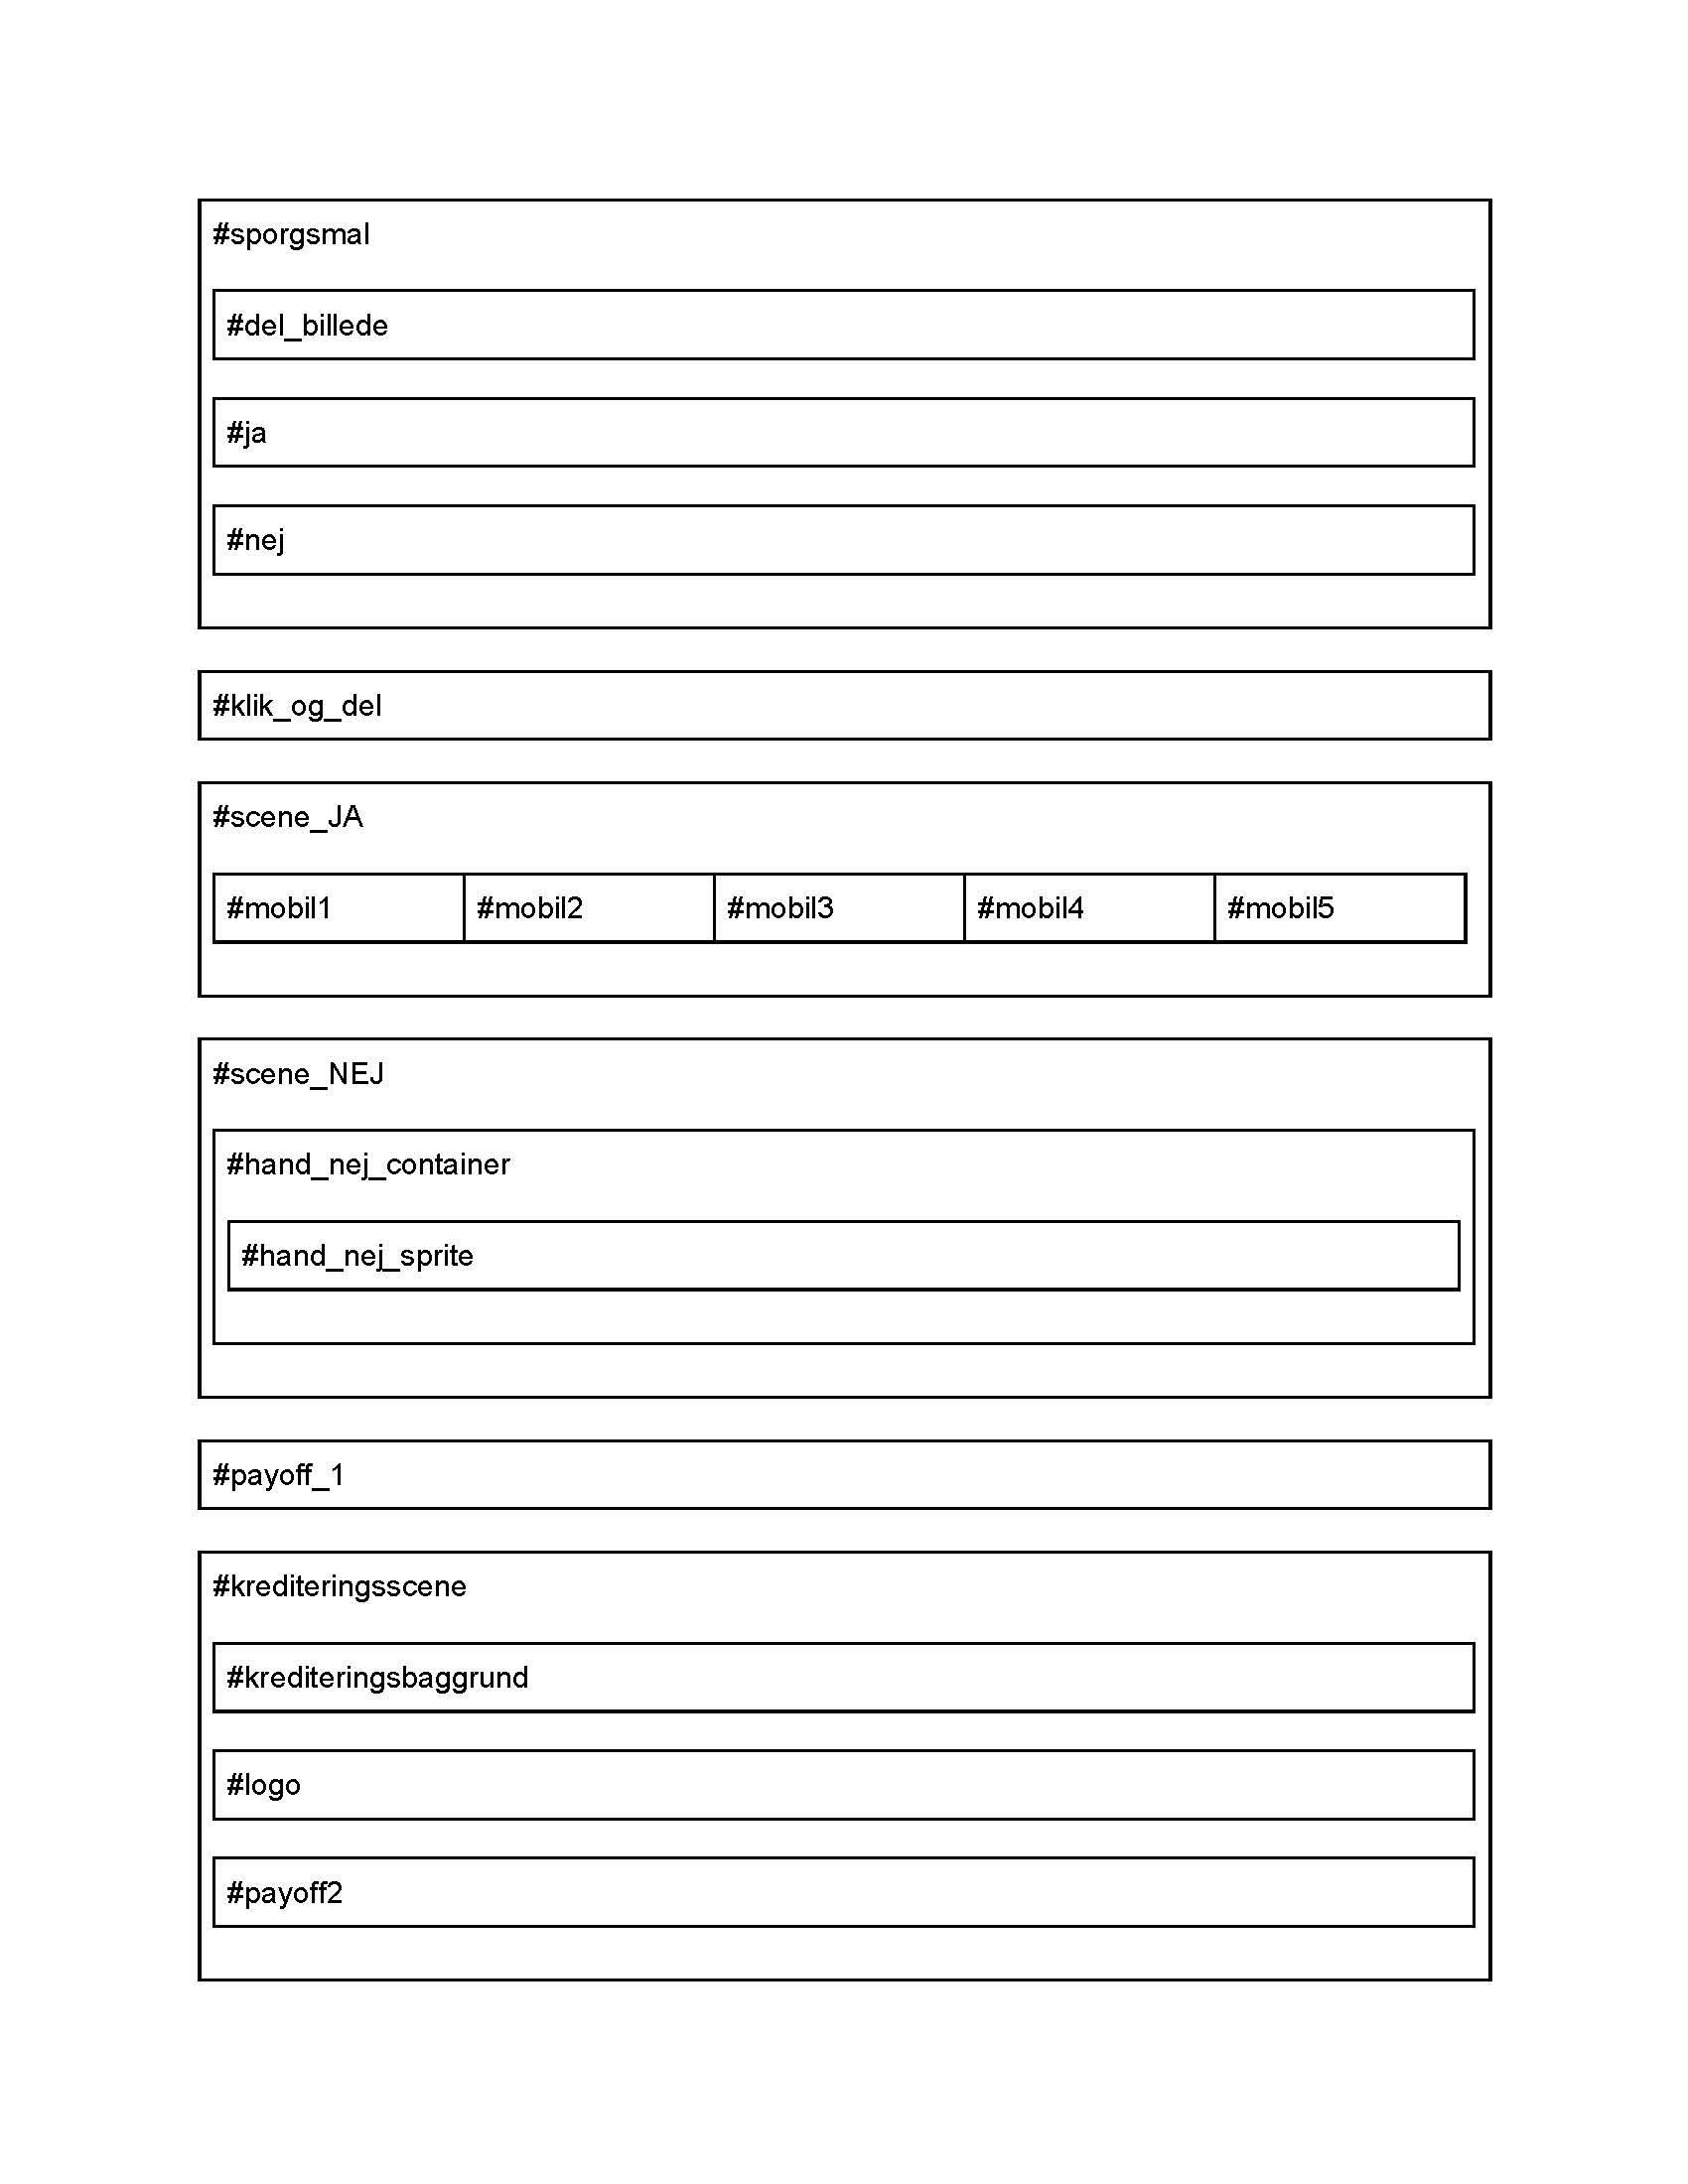 #sporgsmal
#del_billede
#ja
#nej
#klik_og_del
#scene_JA
#mobil1 #mobil2 #mobil3 #mobil4 #mobil5
#scene_NEJ
#hand_nej_container
#hand_nej_sprite
#payoff_1
#krediteringsscene
#krediteringsbaggrund
#logo
#payoff2